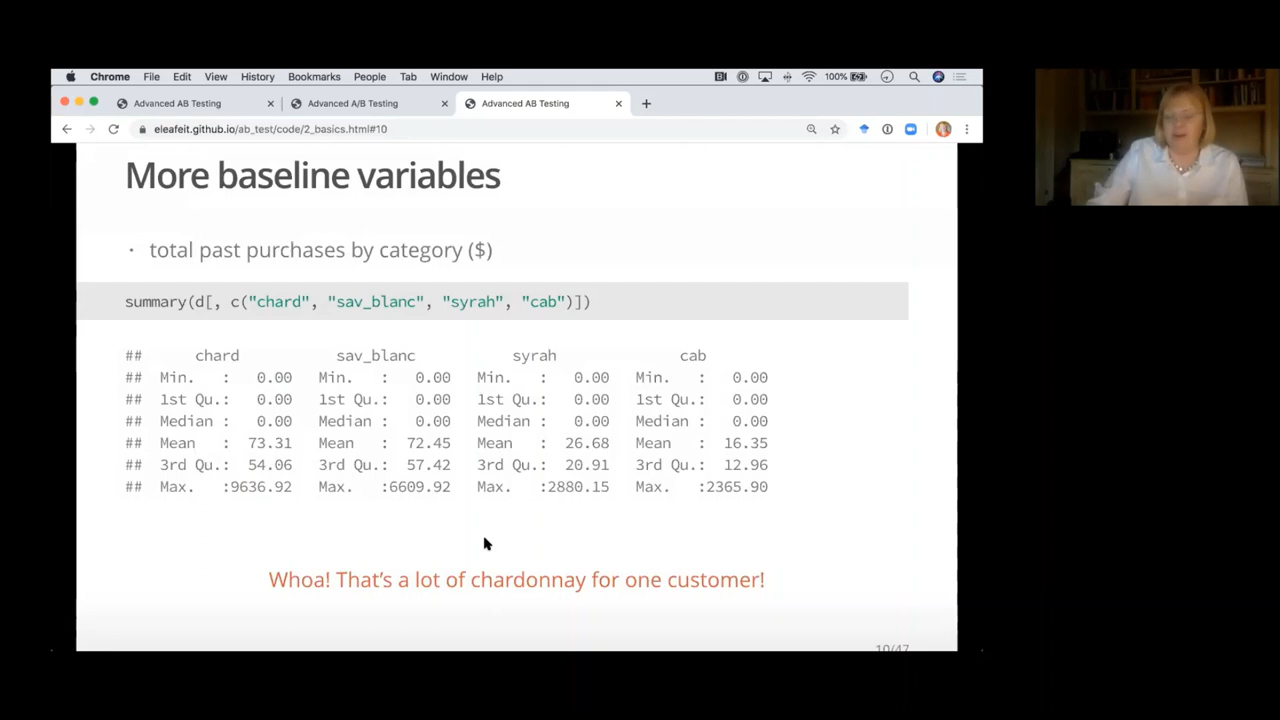 Chrome File Edit View History Bookmarks People Tab Window Help 100%
Advanced AB Testing Advanced A/B Testing Advanced AB Testing
eleafeit.github.io/ab_test/code/2_basics.html#10
More baseline variables
· total past purchases by category ($)
summary(d[, c("chard", "sav_blanc", "syrah", "cab")])
## chard sav_blanc syrah cab
## Min. : 0.00 Min. : 0.00 Min. : 0.00 Min. : 0.00
## 1st Qu.: 0.00 1st Qu.: 0.00 1st Qu.: 0.00 1st Qu.: 0.00
## Median : 0.00 Median : 0.00 Median : 0.00 Median : 0.00
## Mean : 73.31 Mean : 72.45 Mean : 26.68 Mean : 16.35
## 3rd Qu.: 54.06 3rd Qu.: 57.42 3rd Qu.: 20.91 3rd Qu.: 12.96
## Max. :9636.92 Max. :6609.92 Max. :2880.15 Max. :2365.90
Whoa! That's a lot of chardonnay for one customer!
10/47